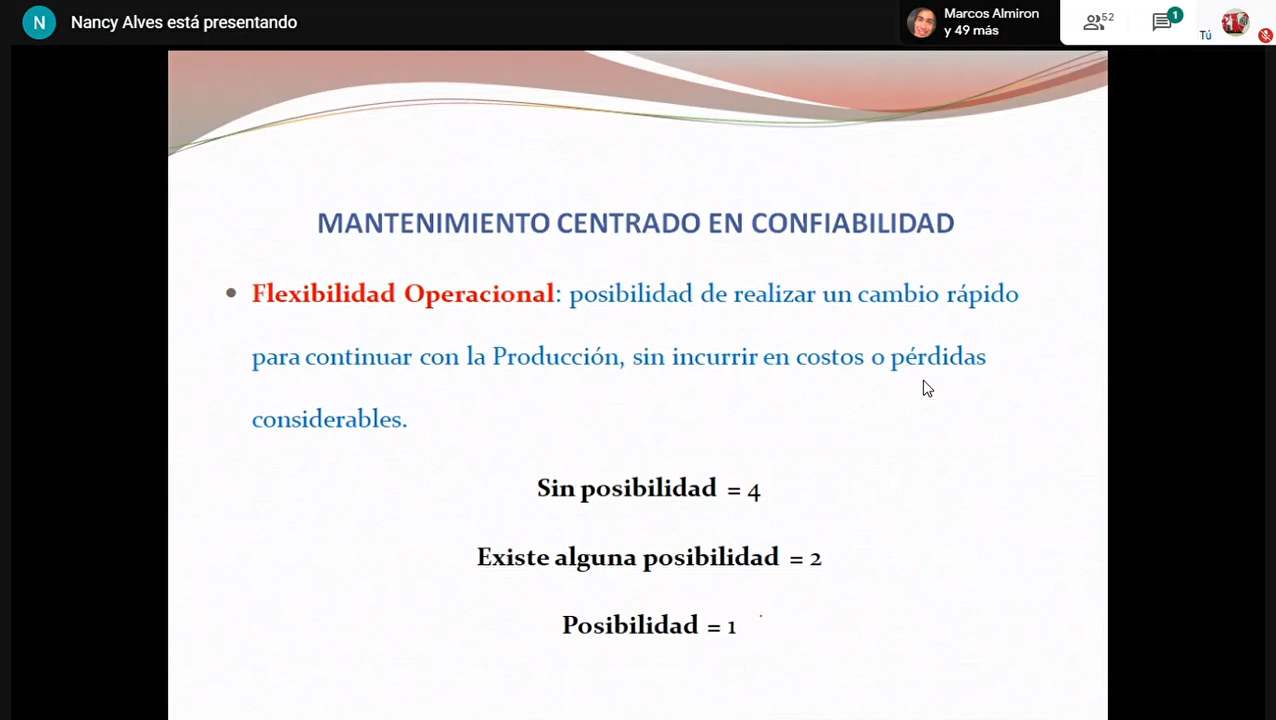 N Nancy Alves está presentando
Marcos Almiron
y 49 más
52
1
Tú
MANTENIMIENTO CENTRADO EN CONFIABILIDAD
• Flexibilidad Operacional: posibilidad de realizar un cambio rápido
para continuar con la Producción, sin incurrir en costos o pérdidas
considerables.
Sin posibilidad = 4
Existe alguna posibilidad = 2
Posibilidad = 1